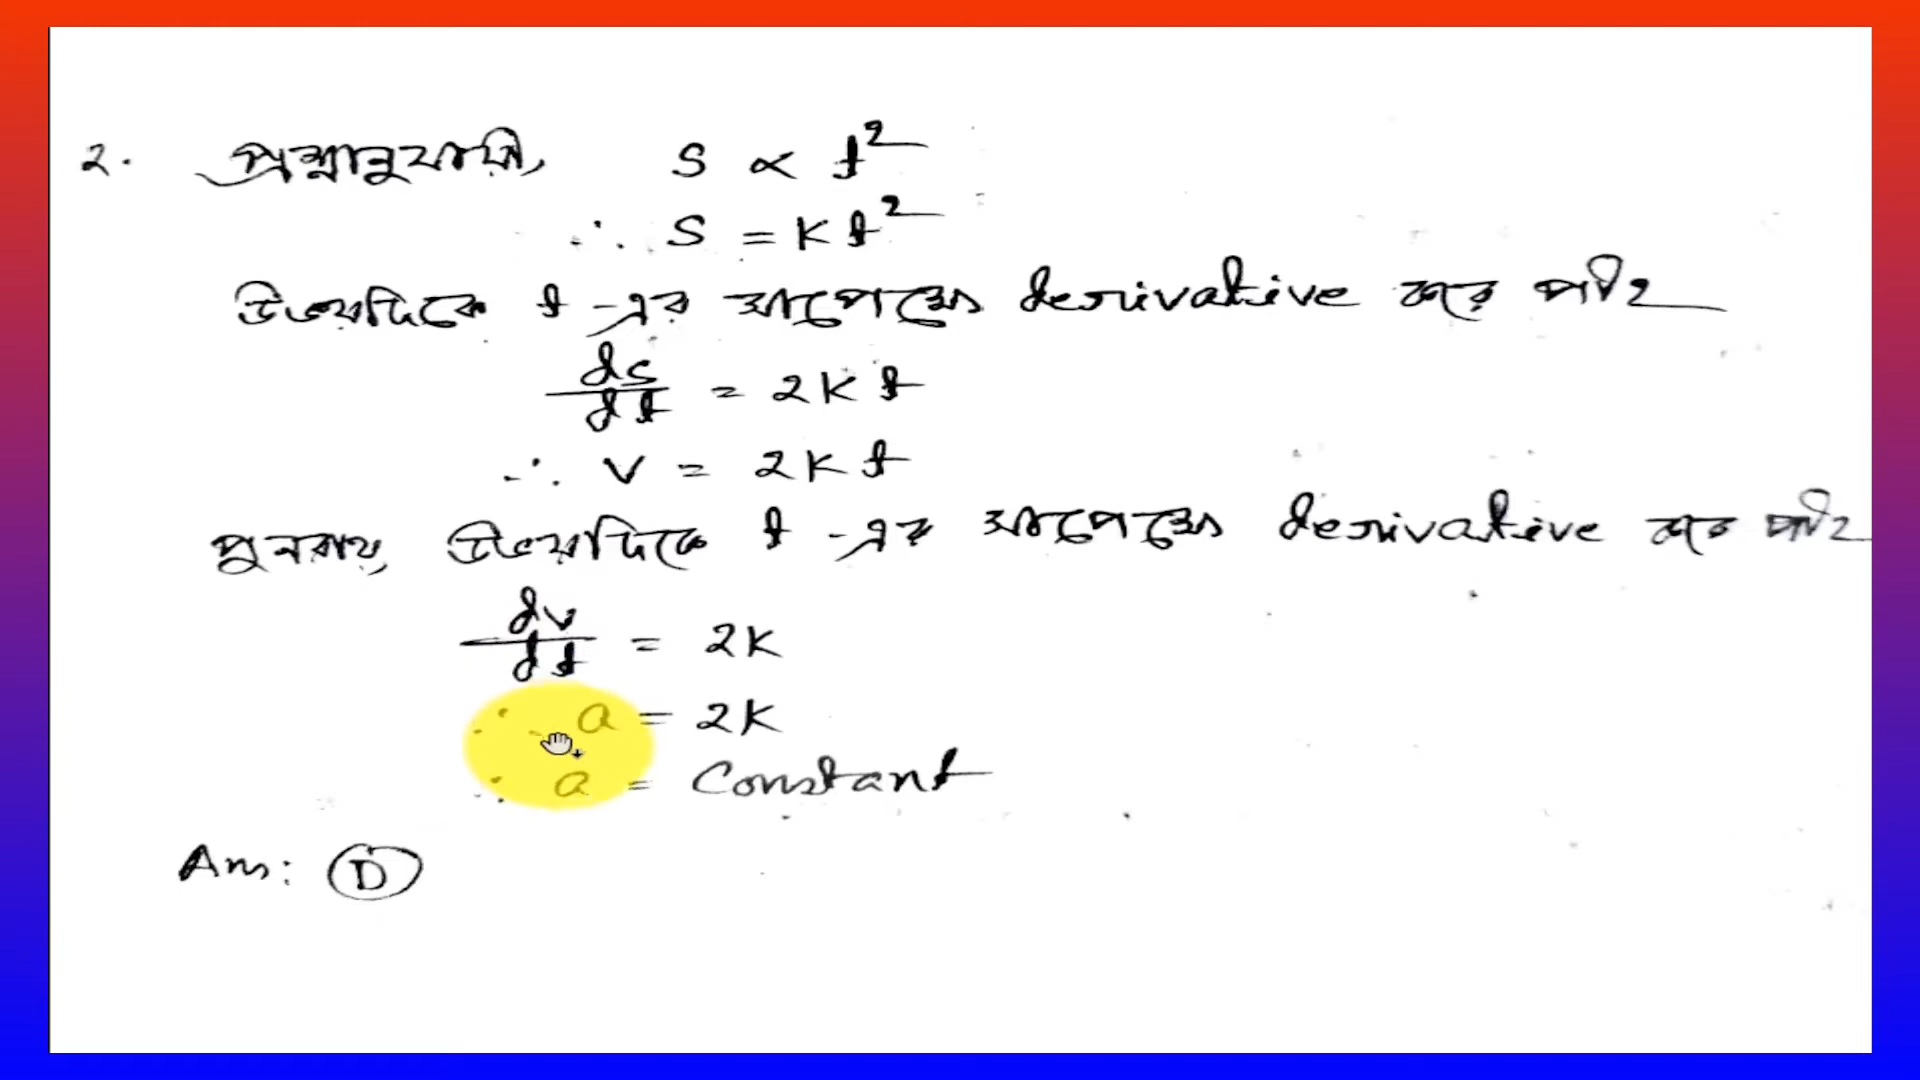 ২. প্রশ্নানুযায়ী, S ∝ t²
∴ S = Kt²
উভয়দিকে t -এর সাপেক্ষে derivative করে পাই
ds/dt = 2Kt
∴ V = 2Kt
পুনরায়, উভয়দিকে t -এর সাপেক্ষে derivative করে পাই
dv/dt = 2K
∴ a = 2K
∴ a = Constant
Ans: D